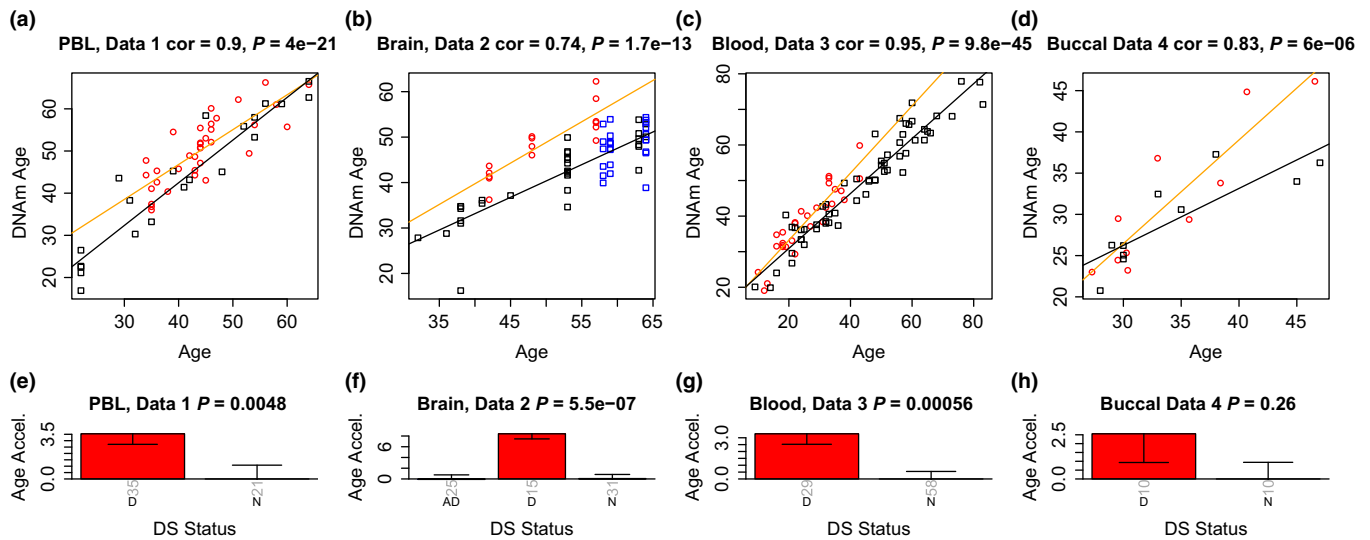 (a) (b) (c) (d)
PBL, Data 1 cor = 0.9, P = 4e−21 Brain, Data 2 cor = 0.74, P = 1.7e−13 Blood, Data 3 cor = 0.95, P = 9.8e−45 Buccal Data 4 cor = 0.83, P = 6e−06
DNAm Age
20 30 40 50 60
30 40 50 60
Age
DNAm Age
20 30 40 50 60
35 45 55 65
Age
DNAm Age
20 40 60 80
20 40 60 80
Age
DNAm Age
20 25 30 35 40 45
30 35 40 45
Age
(e) (f) (g) (h)
PBL, Data 1 P = 0.0048 Brain, Data 2 P = 5.5e−07 Blood, Data 3 P = 0.00056 Buccal Data 4 P = 0.26
Age Accel.
0.0 3.5
35 21
D N
DS Status
Age Accel.
0 6
25 15 31
AD D N
DS Status
Age Accel.
0.0 3.0
29 58
D N
DS Status
Age Accel.
0.0 2.5
10 10
D N
DS Status